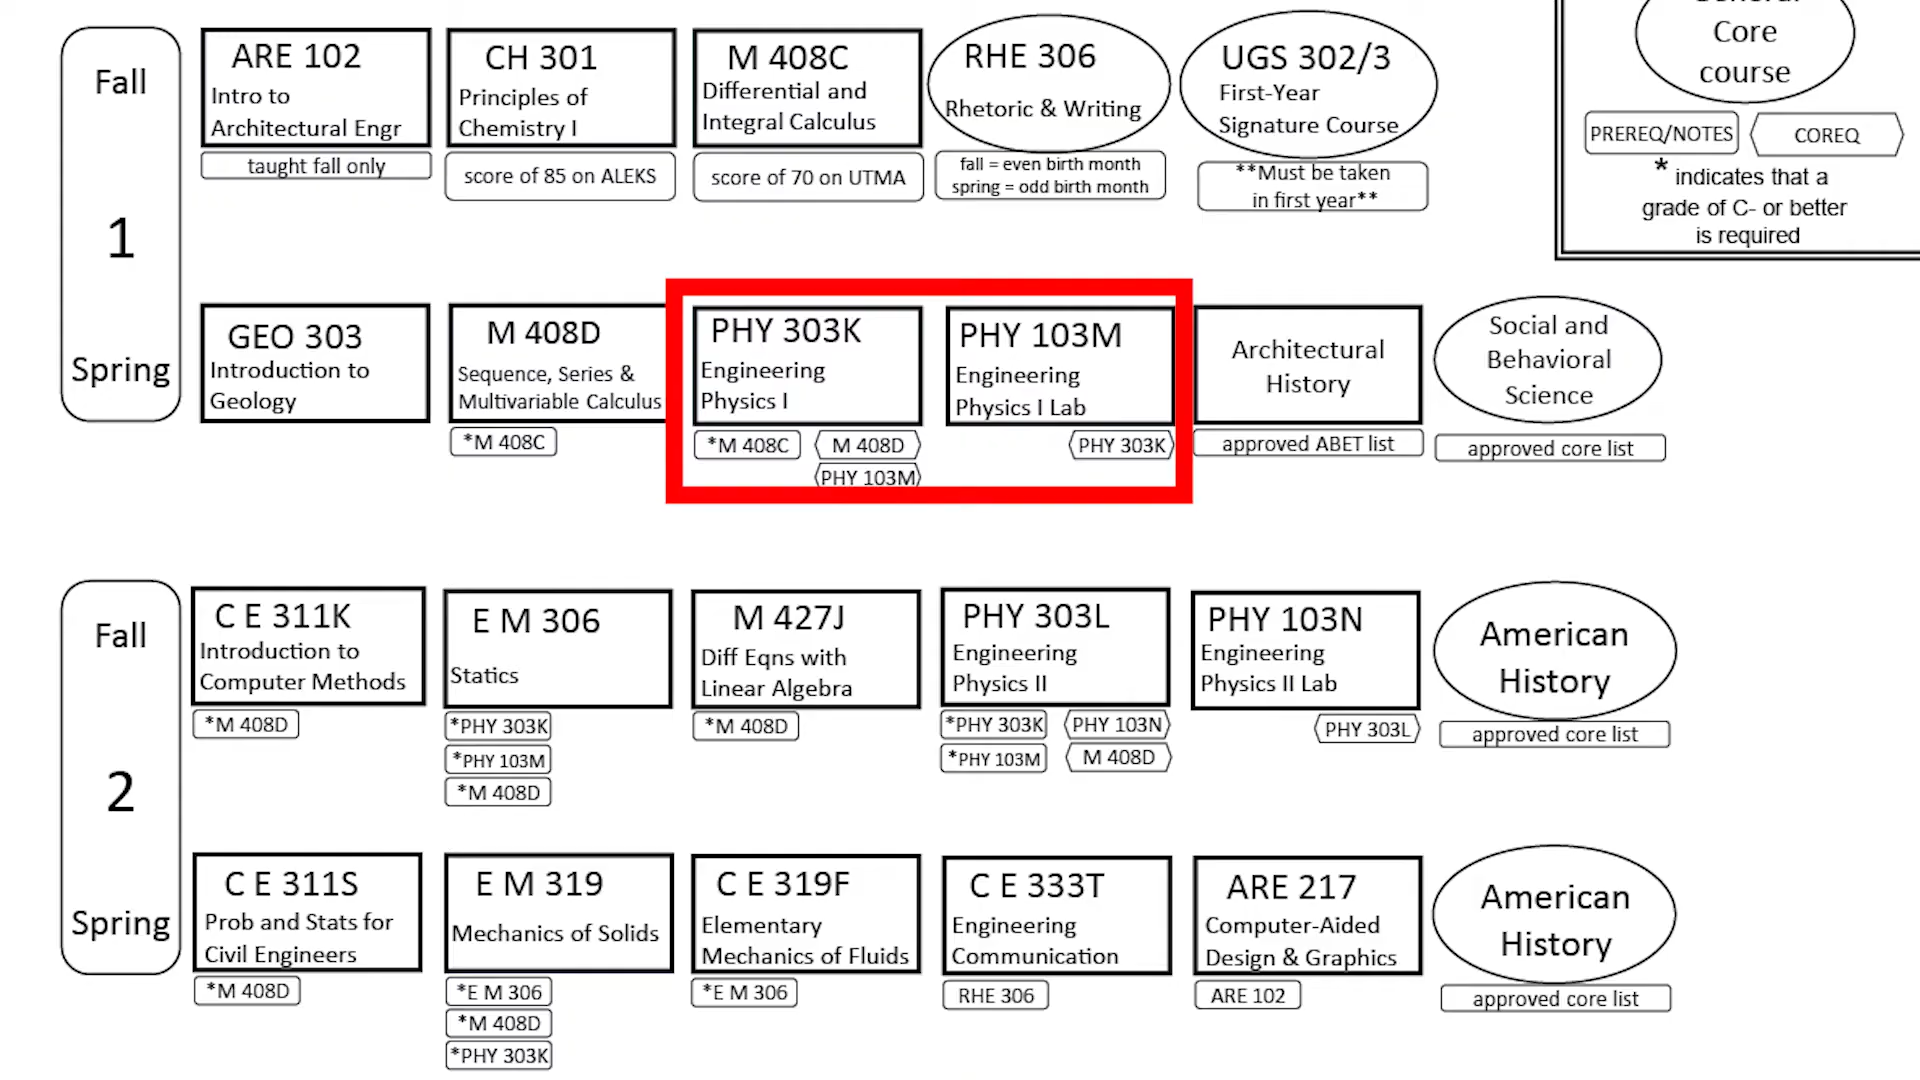 Fall
1
Spring
ARE 102
Intro to
Architectural Engr
taught fall only
CH 301
Principles of
Chemistry I
score of 85 on ALEKS
M 408C
Differential and
Integral Calculus
score of 70 on UTMA
RHE 306
Rhetoric & Writing
fall = even birth month
spring = odd birth month
UGS 302/3
First-Year
Signature Course
**Must be taken
in first year**
Core
course
PREREQ/NOTES
COREQ
* indicates that a
grade of C- or better
is required
GEO 303
Introduction to
Geology
M 408D
Sequence, Series &
Multivariable Calculus
*M 408C
PHY 303K
Engineering
Physics I
*M 408C
M 408D
PHY 103M
PHY 103M
Engineering
Physics I Lab
PHY 303K
Architectural
History
approved ABET list
Social and
Behavioral
Science
approved core list
Fall
2
Spring
C E 311K
Introduction to
Computer Methods
*M 408D
E M 306
Statics
*PHY 303K
*PHY 103M
*M 408D
M 427J
Diff Eqns with
Linear Algebra
*M 408D
PHY 303L
Engineering
Physics II
*PHY 303K
PHY 103N
*PHY 103M
M 408D
PHY 103N
Engineering
Physics II Lab
PHY 303L
American
History
approved core list
C E 311S
Prob and Stats for
Civil Engineers
*M 408D
E M 319
Mechanics of Solids
*E M 306
*M 408D
*PHY 303K
C E 319F
Elementary
Mechanics of Fluids
*E M 306
C E 333T
Engineering
Communication
RHE 306
ARE 217
Computer-Aided
Design & Graphics
ARE 102
American
History
approved core list